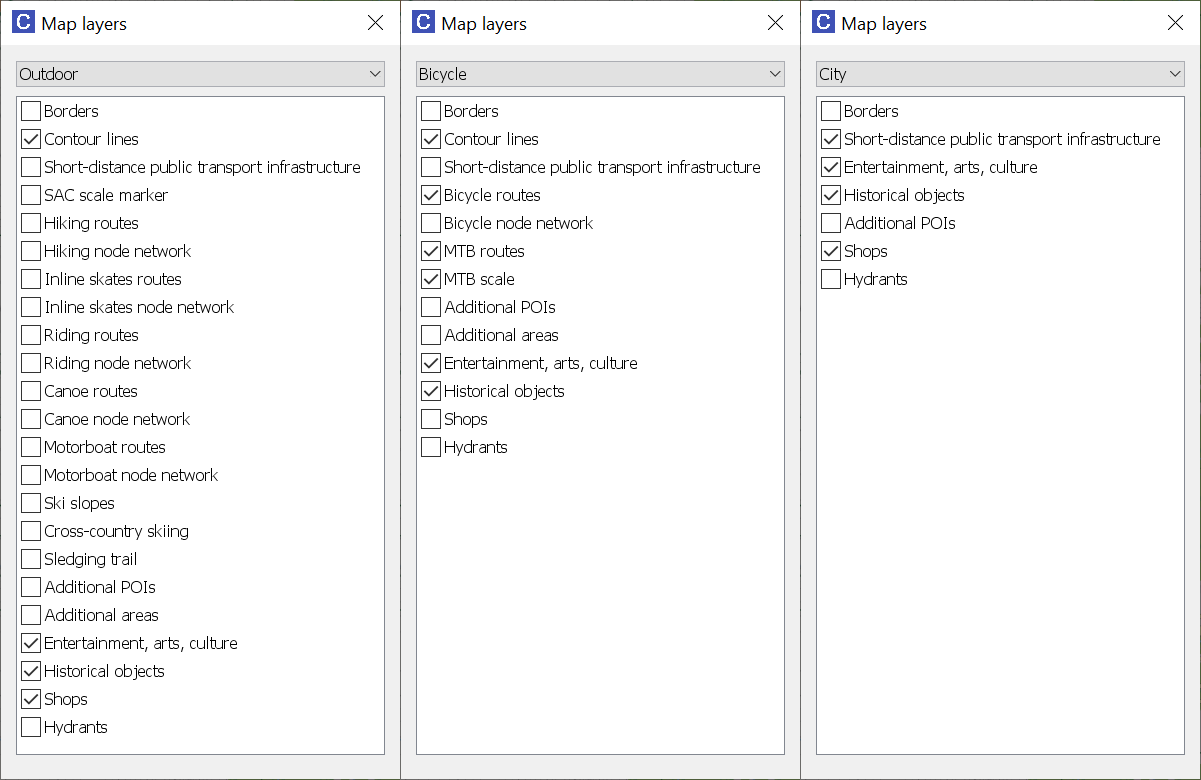 C Map layers
Outdoor
Borders
Contour lines
Short-distance public transport infrastructure
SAC scale marker
Hiking routes
Hiking node network
Inline skates routes
Inline skates node network
Riding routes
Riding node network
Canoe routes
Canoe node network
Motorboat routes
Motorboat node network
Ski slopes
Cross-country skiing
Sledging trail
Additional POIs
Additional areas
Entertainment, arts, culture
Historical objects
Shops
Hydrants
C Map layers
Bicycle
Borders
Contour lines
Short-distance public transport infrastructure
Bicycle routes
Bicycle node network
MTB routes
MTB scale
Additional POIs
Additional areas
Entertainment, arts, culture
Historical objects
Shops
Hydrants
C Map layers
City
Borders
Short-distance public transport infrastructure
Entertainment, arts, culture
Historical objects
Additional POIs
Shops
Hydrants